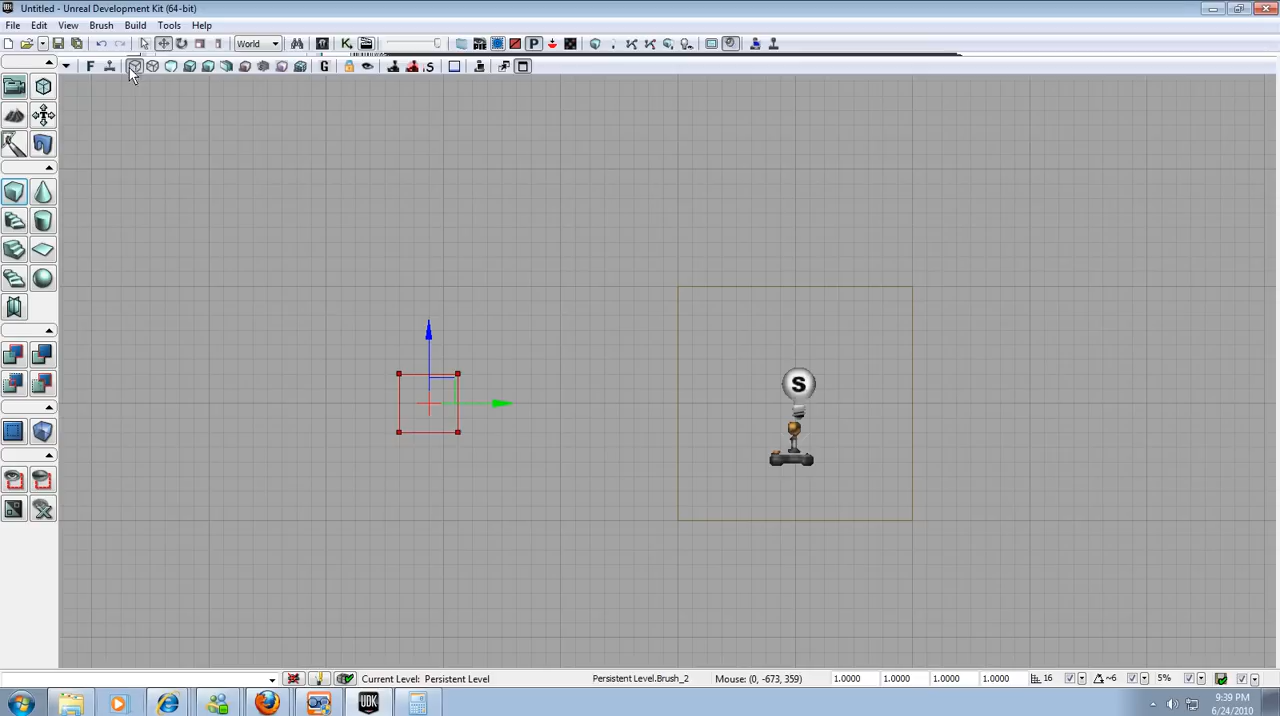 Untitled - Unreal Development Kit (64-bit)
File Edit View Brush Build Tools Help
World
F G S
S
Current Level: Persistent Level Persistent Level.Brush_2 Mouse: (0, -673, 359) 1.0000 1.0000 1.0000 1.0000 16 ~6 5%
UDK
9:39 PM
6/24/2010